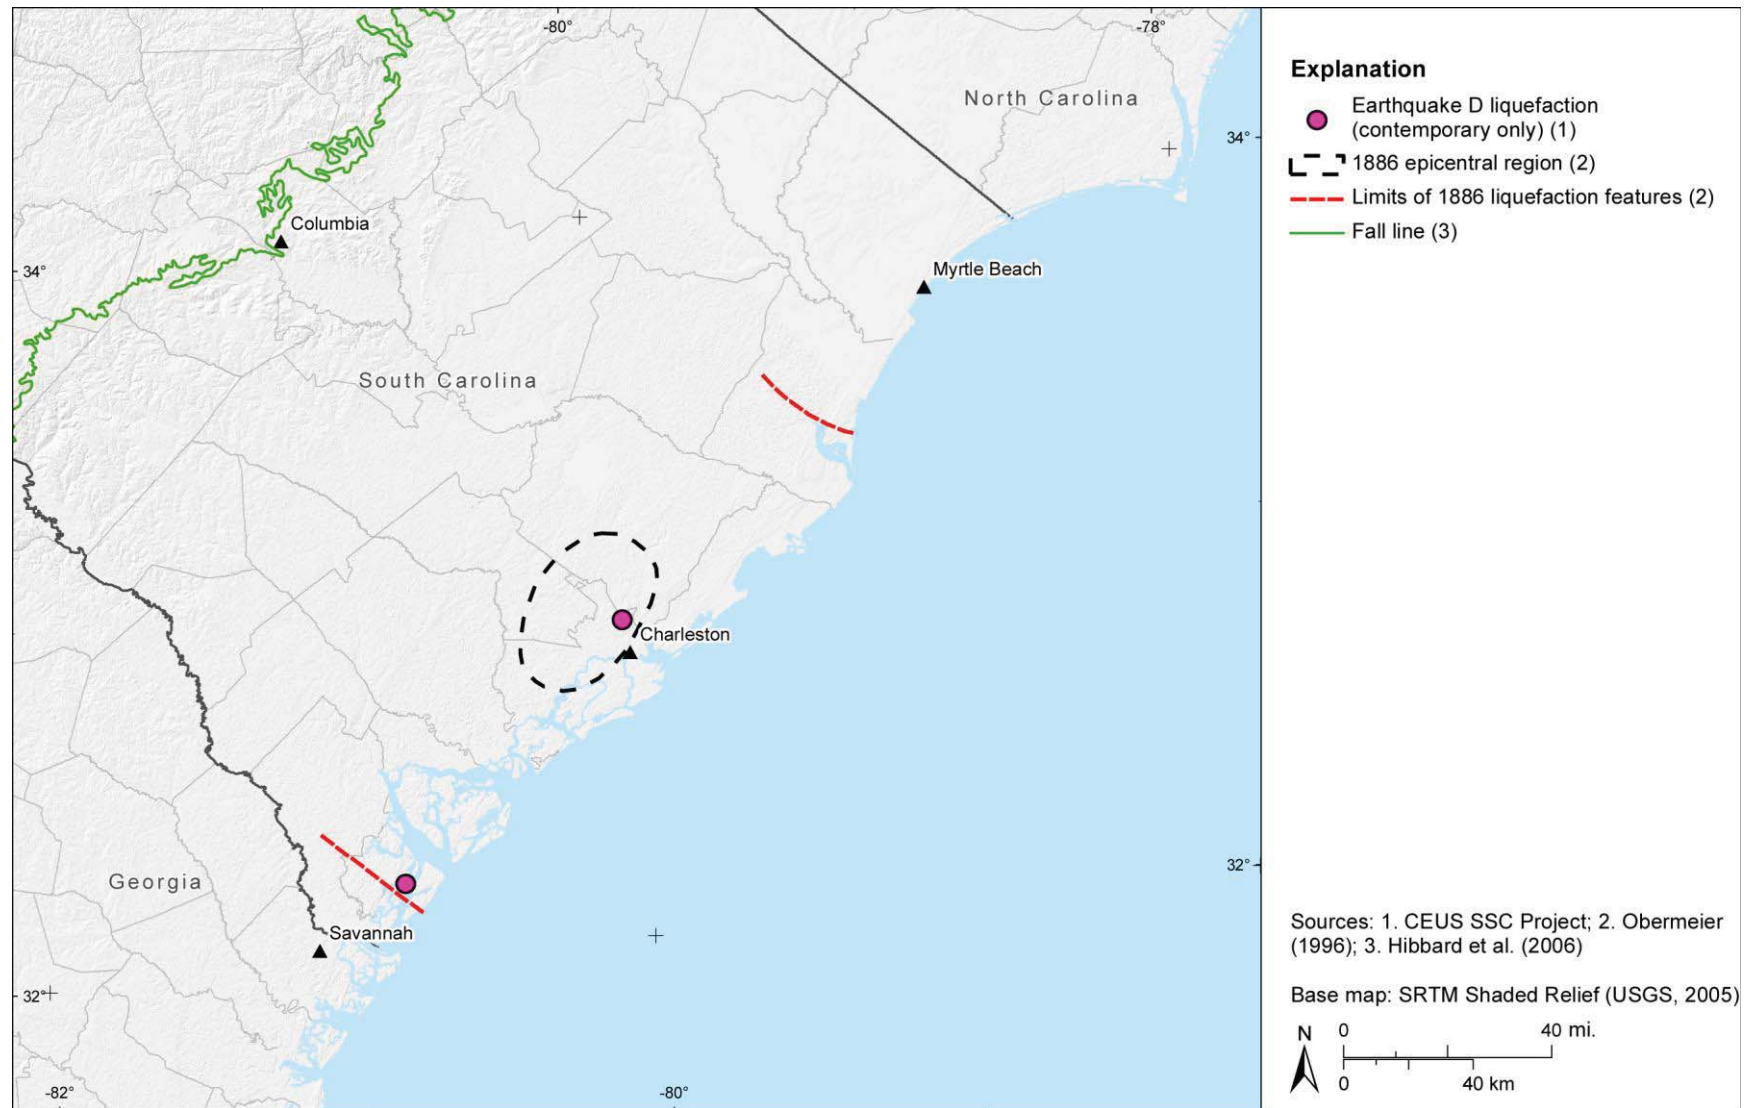 -80°
-78°
North Carolina
34°
Columbia
34°
Myrtle Beach
South Carolina
Charleston
32°
Georgia
Savannah
32°
-82°
-80°
Explanation
Earthquake D liquefaction
(contemporary only) (1)
1886 epicentral region (2)
Limits of 1886 liquefaction features (2)
Fall line (3)
Sources: 1. CEUS SSC Project; 2. Obermeier
(1996); 3. Hibbard et al. (2006)
Base map: SRTM Shaded Relief (USGS, 2005)
N
0 40 mi.
0 40 km